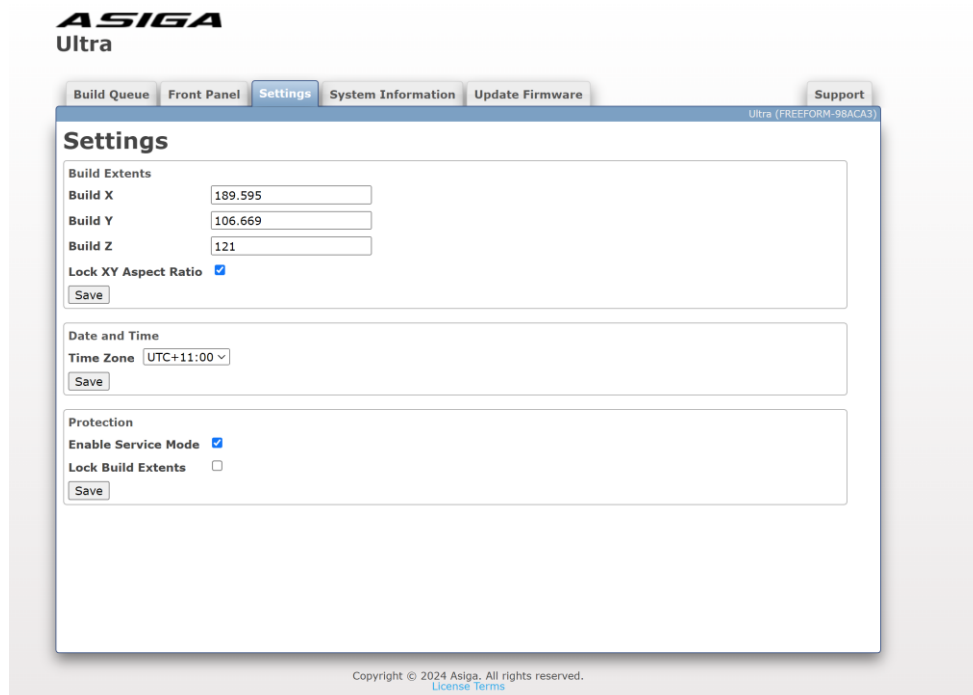 ASIGA
Ultra
Build Queue Front Panel Settings System Information Update Firmware Support
Ultra (FREEFORM-98ACA3)
Settings
Build Extents
Build X 189.595
Build Y 106.669
Build Z 121
Lock XY Aspect Ratio
Save
Date and Time
Time Zone UTC+11:00
Save
Protection
Enable Service Mode
Lock Build Extents
Save
Copyright © 2024 Asiga. All rights reserved.
License Terms